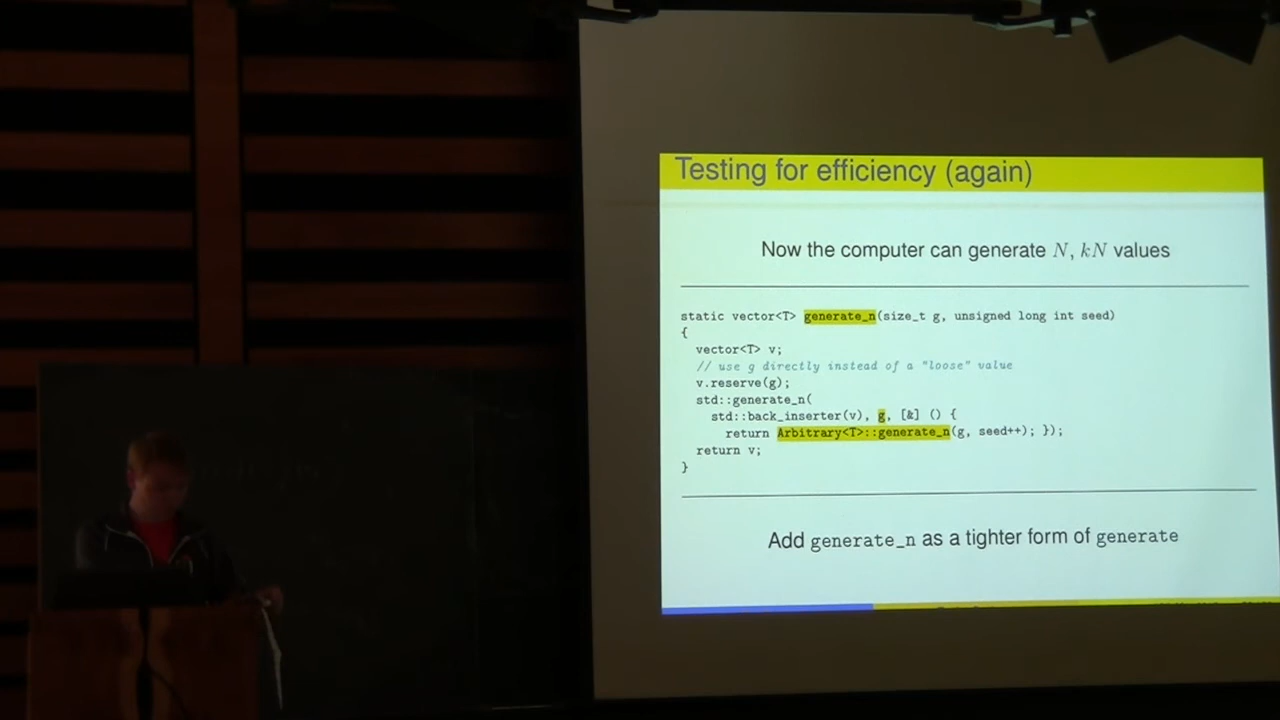 Testing for efficiency (again)
Now the computer can generate N, kN values
static vector<T> generate_n(size_t g, unsigned long int seed)
{
vector<T> v;
// use g directly instead of a "loose" value
v.reserve(g);
std::generate_n(
std::back_inserter(v), g, [&] () {
return Arbitrary<T>::generate_n(g, seed++); });
return v;
}
Add generate_n as a tighter form of generate